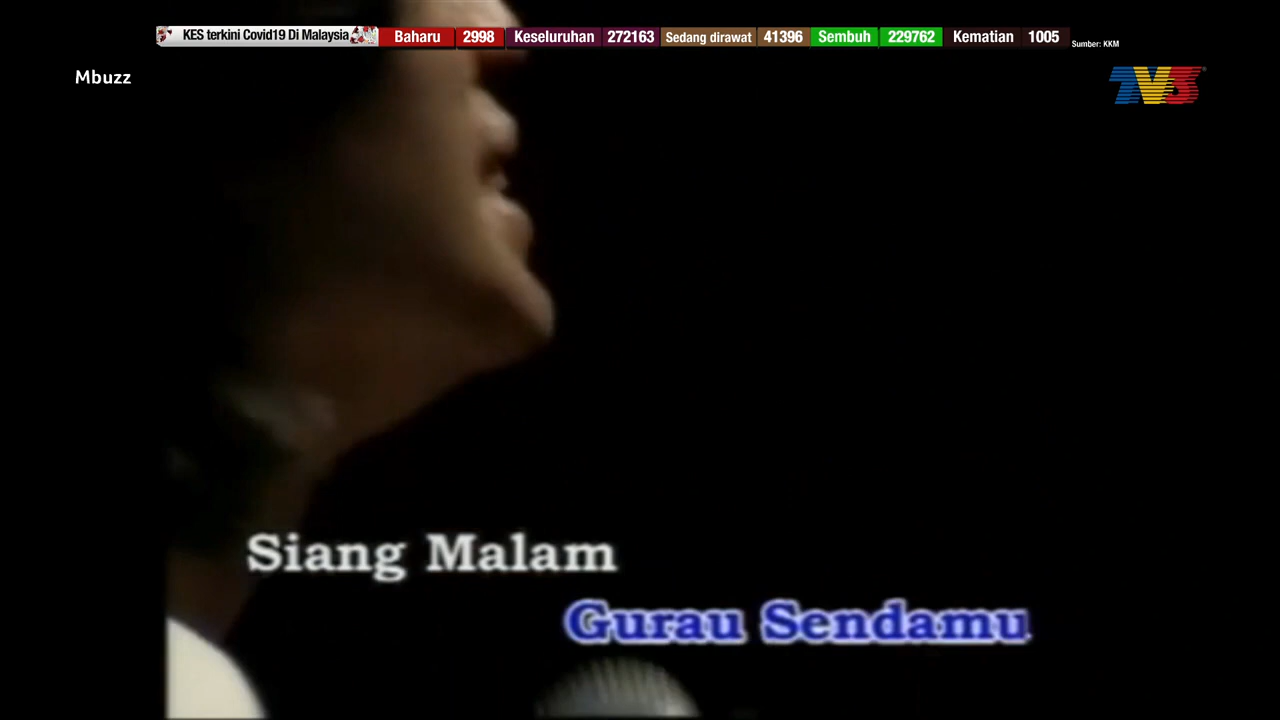 KES terkini Covid19 Di Malaysia Baharu 2998 Keseluruhan 272163 Sedang dirawat 41396 Sembuh 229762 Kematian 1005 Sumber: KKM
Mbuzz
TV3
Siang Malam
Gurau Sendamu